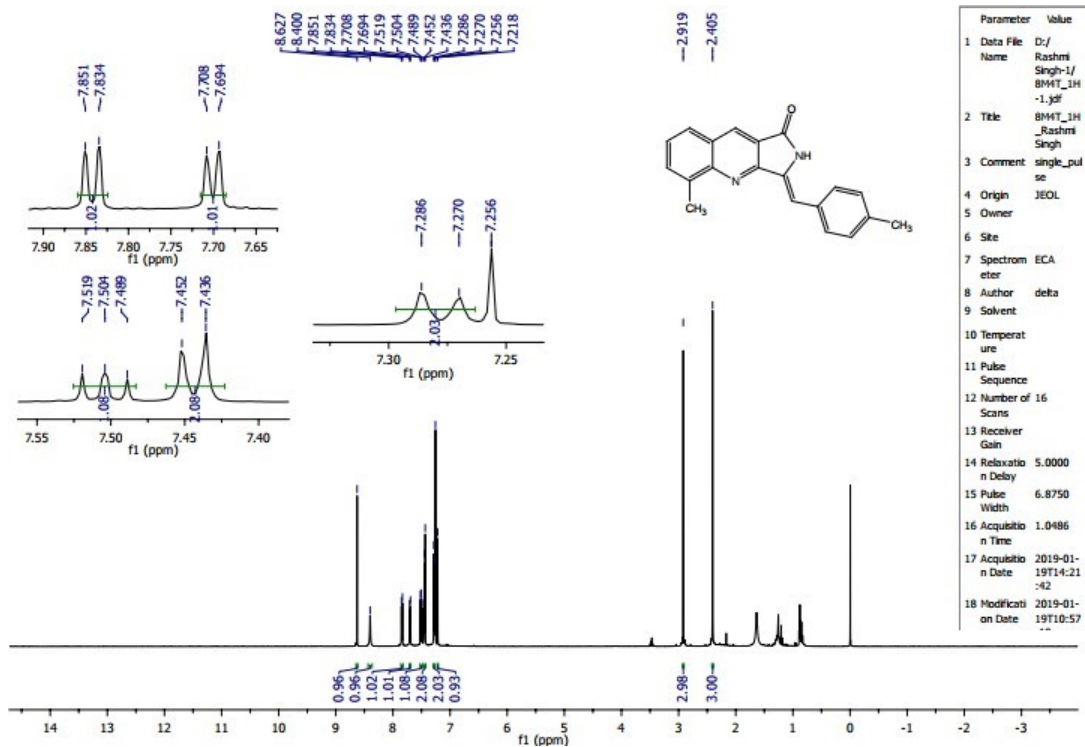 8.627
8.400
7.851
7.834
7.708
7.694
7.519
7.504
7.489
7.452
7.436
7.286
7.270
7.256
7.218
2.919
2.405
7.851
7.834
7.708
7.694
1.02
1.01
7.90 7.85 7.80 7.75 7.70 7.65
f1 (ppm)
7.519
7.504
7.489
7.452
7.436
1.08
2.08
7.55 7.50 7.45 7.40
f1 (ppm)
7.286
7.270
7.256
2.03
7.30 7.25
f1 (ppm)
O
NH
N
CH3
CH3
Parameter Value
1 Data File D:/
Name Rashmi
Singh-1/
8M4T_1H
-1.jdf
2 Title 8M4T_1H
_Rashmi
Singh
3 Comment single_pul
se
4 Origin JEOL
5 Owner
6 Site
7 Spectrom ECA
eter
8 Author delta
9 Solvent
10 Temperat
ure
11 Pulse
Sequence
12 Number of 16
Scans
13 Receiver
Gain
14 Relaxatio 5.0000
n Delay
15 Pulse 6.8750
Width
16 Acquisitio 1.0486
n Time
17 Acquisitio 2019-01-
n Date 19T14:21
:42
18 Modificati 2019-01-
on Date 19T10:57
0.96
0.96
1.02
1.01
1.08
2.08
2.03
0.93
2.98
3.00
14 13 12 11 10 9 8 7 6 5 4 3 2 1 0 -1 -2 -3
f1 (ppm)